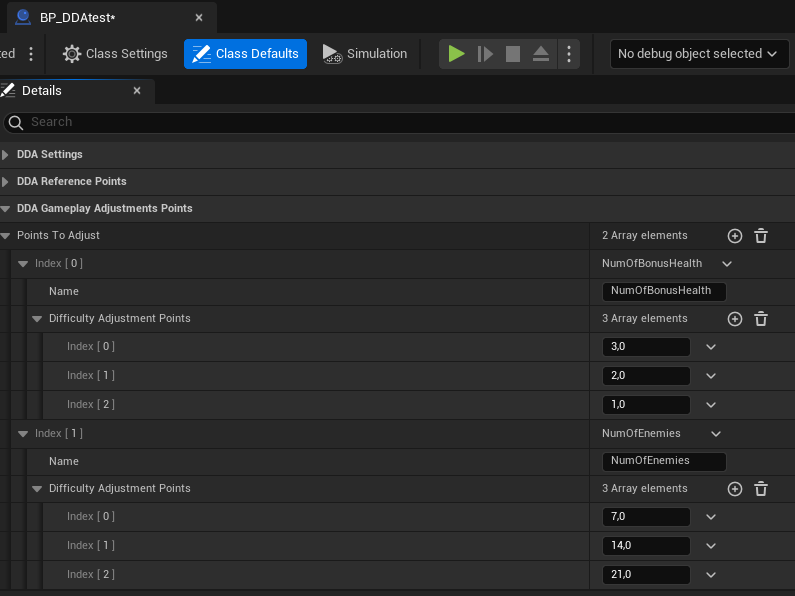 BP_DDAtest*
ted
Class Settings
Class Defaults
Simulation
No debug object selected
Details
Search
DDA Settings
DDA Reference Points
DDA Gameplay Adjustments Points
Points To Adjust 2 Array elements
Index [ 0 ] NumOfBonusHealth
Name NumOfBonusHealth
Difficulty Adjustment Points 3 Array elements
Index [ 0 ] 3,0
Index [ 1 ] 2,0
Index [ 2 ] 1,0
Index [ 1 ] NumOfEnemies
Name NumOfEnemies
Difficulty Adjustment Points 3 Array elements
Index [ 0 ] 7,0
Index [ 1 ] 14,0
Index [ 2 ] 21,0